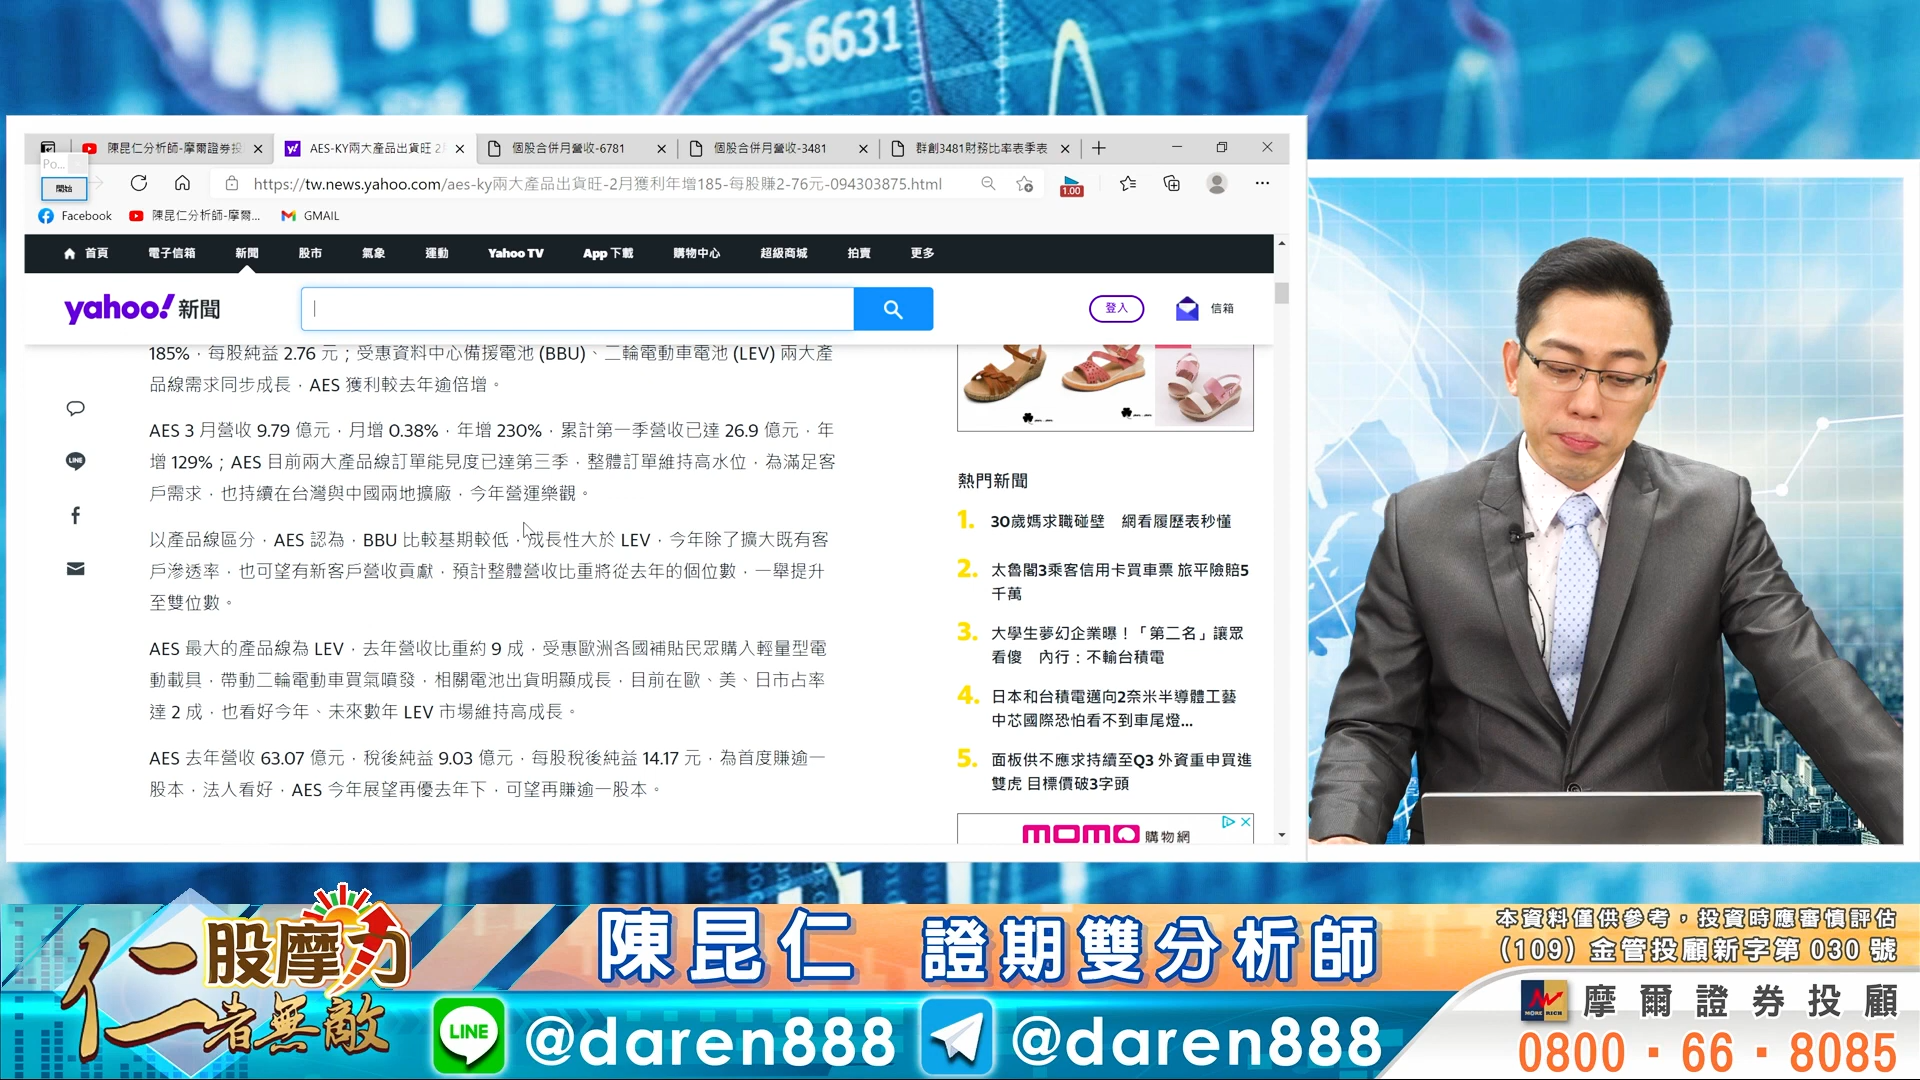 5.6631
陳昆仁分析師-摩爾證券投
AES-KY兩大產品出貨旺 2
個股合併月營收-6781
個股合併月營收-3481
群創3481財務比率表季表
Po...
開始
https://tw.news.yahoo.com/aes-ky兩大產品出貨旺-2月獲利年增185-每股賺2-76元-094303875.html
1.00
Facebook
陳昆仁分析師-摩爾...
GMAIL
首頁
電子信箱
新聞
股市
氣象
運動
Yahoo TV
App 下載
購物中心
超級商城
拍賣
更多
yahoo!新聞
登入
信箱
185%，每股純益 2.76 元；受惠資料中心備援電池 (BBU)、二輪電動車電池 (LEV) 兩大產
品線需求同步成長，AES 獲利較去年逾倍增。
AES 3 月營收 9.79 億元，月增 0.38%，年增 230%，累計第一季營收已達 26.9 億元，年
增 129%；AES 目前兩大產品線訂單能見度已達第三季，整體訂單維持高水位，為滿足客
戶需求，也持續在台灣與中國兩地擴廠，今年營運樂觀。
以產品線區分，AES 認為，BBU 比較基期較低，成長性大於 LEV，今年除了擴大既有客
戶滲透率，也可望有新客戶營收貢獻，預計整體營收比重將從去年的個位數，一舉提升
至雙位數。
AES 最大的產品線為 LEV，去年營收比重約 9 成，受惠歐洲各國補貼民眾購入輕量型電
動載具，帶動二輪電動車買氣噴發，相關電池出貨明顯成長，目前在歐、美、日市占率
達 2 成，也看好今年、未來數年 LEV 市場維持高成長。
AES 去年營收 63.07 億元，稅後純益 9.03 億元，每股稅後純益 14.17 元，為首度賺逾一
股本，法人看好，AES 今年展望再優去年下，可望再賺逾一股本。
LINE
熱門新聞
1. 30歲媽求職碰壁 網看履歷表秒懂
2. 太魯閣3乘客信用卡買車票 旅平險賠5
千萬
3. 大學生夢幻企業曝！「第二名」讓眾
看傻 內行：不輸台積電
4. 日本和台積電邁向2奈米半導體工藝
中芯國際恐怕看不到車尾燈...
5. 面板供不應求持續至Q3 外資重申買進
雙虎 目標價破3字頭
momo購物網
股摩力
仁者無敵
陳昆仁 證期雙分析師
LINE
@daren888
@daren888
本資料僅供參考，投資時應審慎評估
(109) 金管投顧新字第 030 號
MORE RICH
摩爾證券投顧
0800・66・8085